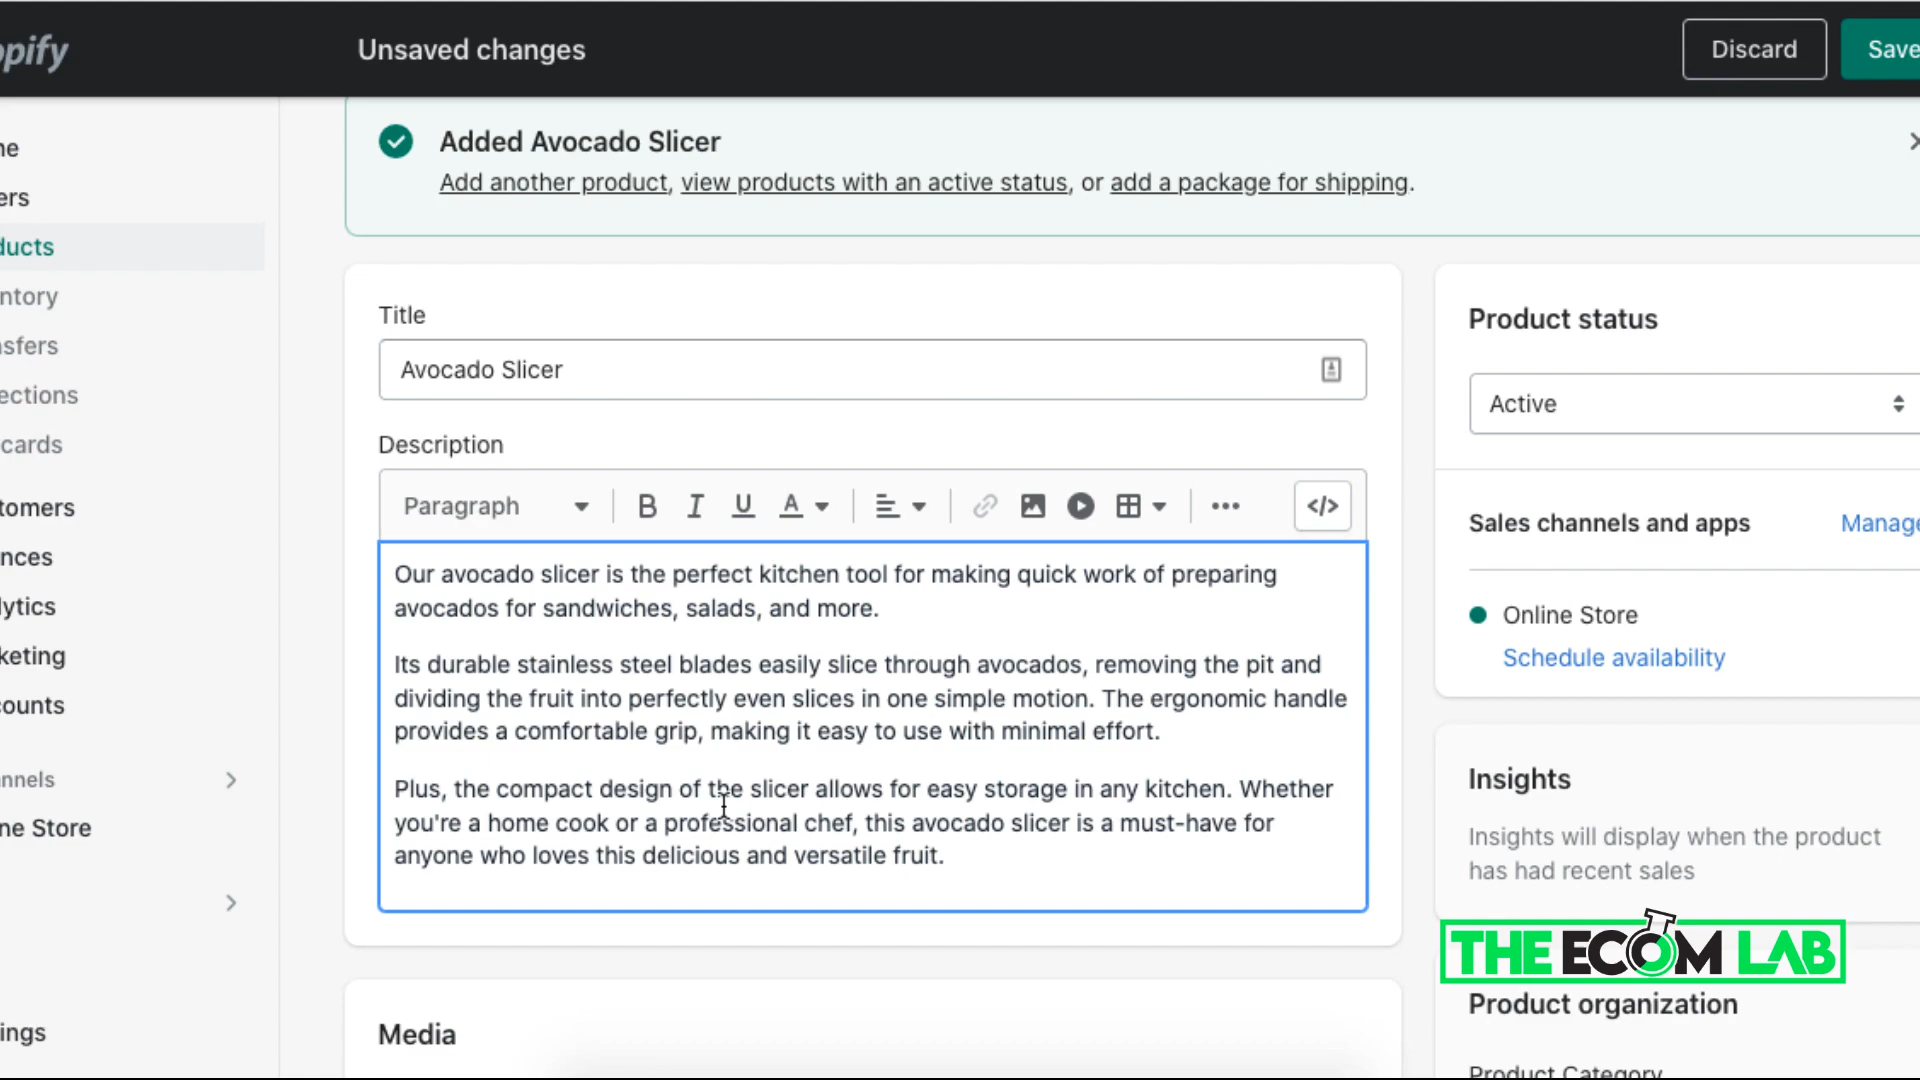 opify
Unsaved changes
Discard
Save
Added Avocado Slicer
Add another product, view products with an active status, or add a package for shipping.
me
ers
ducts
ntory
nsfers
ections
cards
tomers
nces
lytics
keting
counts
nnels
ne Store
ings
Title
Avocado Slicer
Description
Paragraph
B I U A
</>
Our avocado slicer is the perfect kitchen tool for making quick work of preparing
avocados for sandwiches, salads, and more.
Its durable stainless steel blades easily slice through avocados, removing the pit and
dividing the fruit into perfectly even slices in one simple motion. The ergonomic handle
provides a comfortable grip, making it easy to use with minimal effort.
Plus, the compact design of the slicer allows for easy storage in any kitchen. Whether
you're a home cook or a professional chef, this avocado slicer is a must-have for
anyone who loves this delicious and versatile fruit.
Media
Product status
Active
Sales channels and apps
Manage
Online Store
Schedule availability
Insights
Insights will display when the product
has had recent sales
THE ECOM LAB
Product organization
Product Category